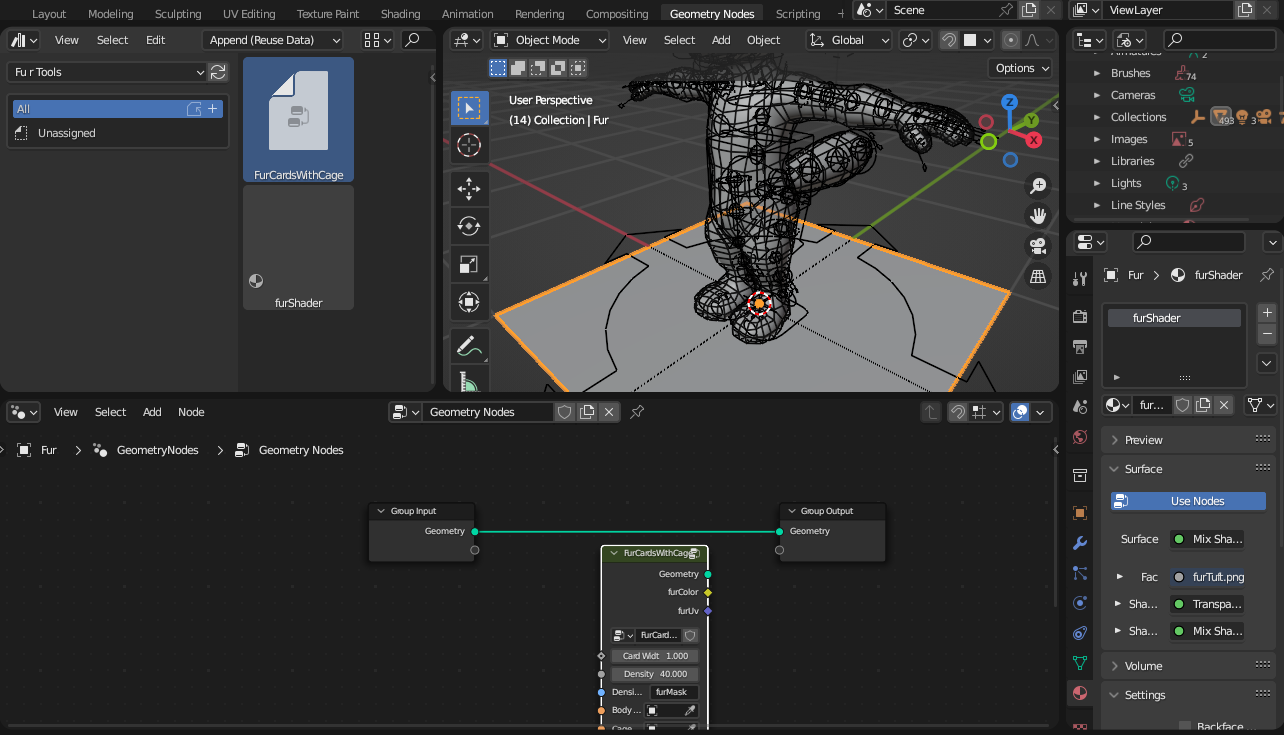 Layout Modeling Sculpting UV Editing Texture Paint Shading Animation Rendering Compositing Geometry Nodes Scripting + Scene ViewLayer
View Select Edit Append (Reuse Data)
Object Mode View Select Add Object Global
Fu r Tools
All
Unassigned
FurCardsWithCage
furShader
Options
User Perspective
(14) Collection | Fur
Z
Y
X
Brushes 74
Cameras
Collections 493 3
Images 5
Libraries
Lights 3
Line Styles
Fur > furShader
furShader
fur...
Preview
Surface
Use Nodes
Surface Mix Sha...
Fac furTuft.png
Sha... Transpa...
Sha... Mix Sha...
Volume
Settings
Backface
View Select Add Node Geometry Nodes
Fur > GeometryNodes > Geometry Nodes
Group Input
Geometry
Group Output
Geometry
FurCardsWithCage
Geometry
furColor
furUv
FurCard...
Card Widt 1.000
Density 40.000
Densi... furMask
Body ...
Cage